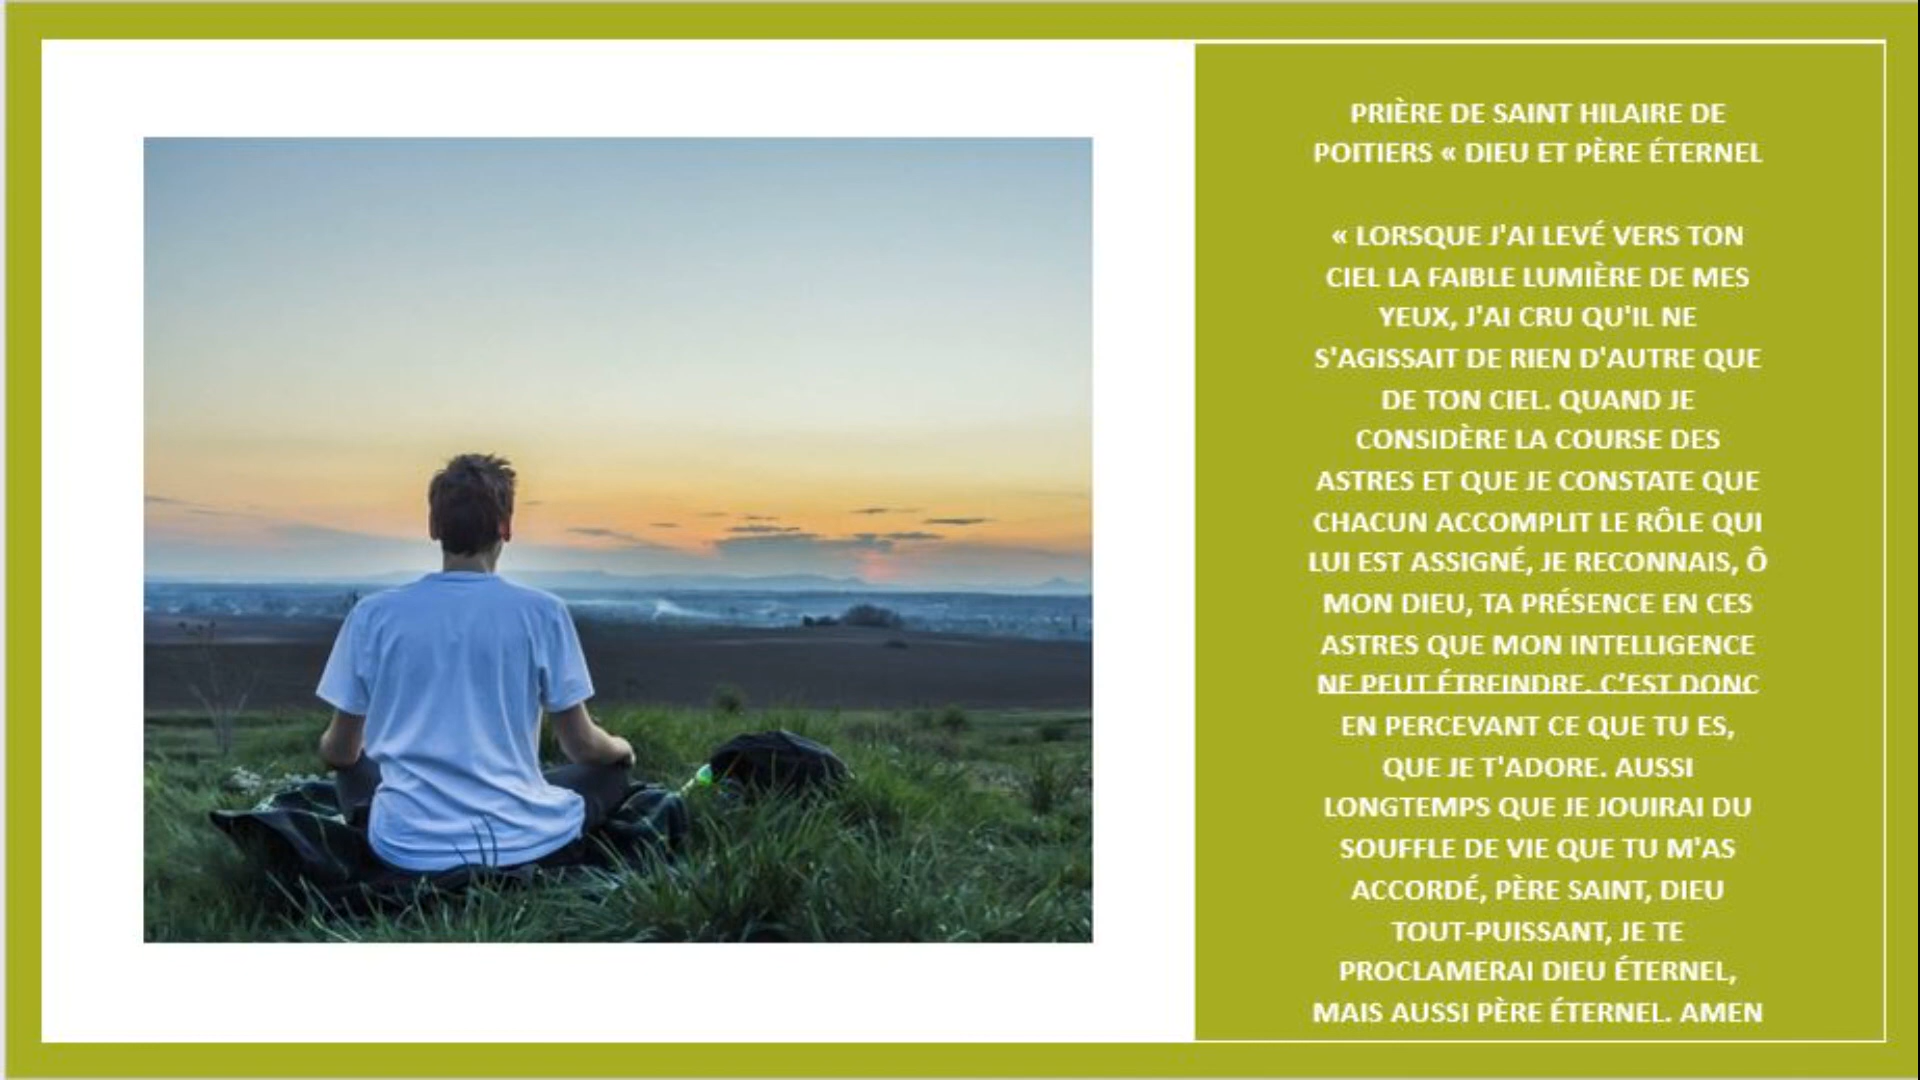 PRIÈRE DE SAINT HILAIRE DE
POITIERS « DIEU ET PÈRE ÉTERNEL
« LORSQUE J'AI LEVÉ VERS TON
CIEL LA FAIBLE LUMIÈRE DE MES
YEUX, J'AI CRU QU'IL NE
S'AGISSAIT DE RIEN D'AUTRE QUE
DE TON CIEL. QUAND JE
CONSIDÈRE LA COURSE DES
ASTRES ET QUE JE CONSTATE QUE
CHACUN ACCOMPLIT LE RÔLE QUI
LUI EST ASSIGNÉ, JE RECONNAIS, Ô
MON DIEU, TA PRÉSENCE EN CES
ASTRES QUE MON INTELLIGENCE
NE PEUT ÉTREINDRE. C’EST DONC
EN PERCEVANT CE QUE TU ES,
QUE JE T'ADORE. AUSSI
LONGTEMPS QUE JE JOUIRAI DU
SOUFFLE DE VIE QUE TU M'AS
ACCORDÉ, PÈRE SAINT, DIEU
TOUT-PUISSANT, JE TE
PROCLAMERAI DIEU ÉTERNEL,
MAIS AUSSI PÈRE ÉTERNEL. AMEN